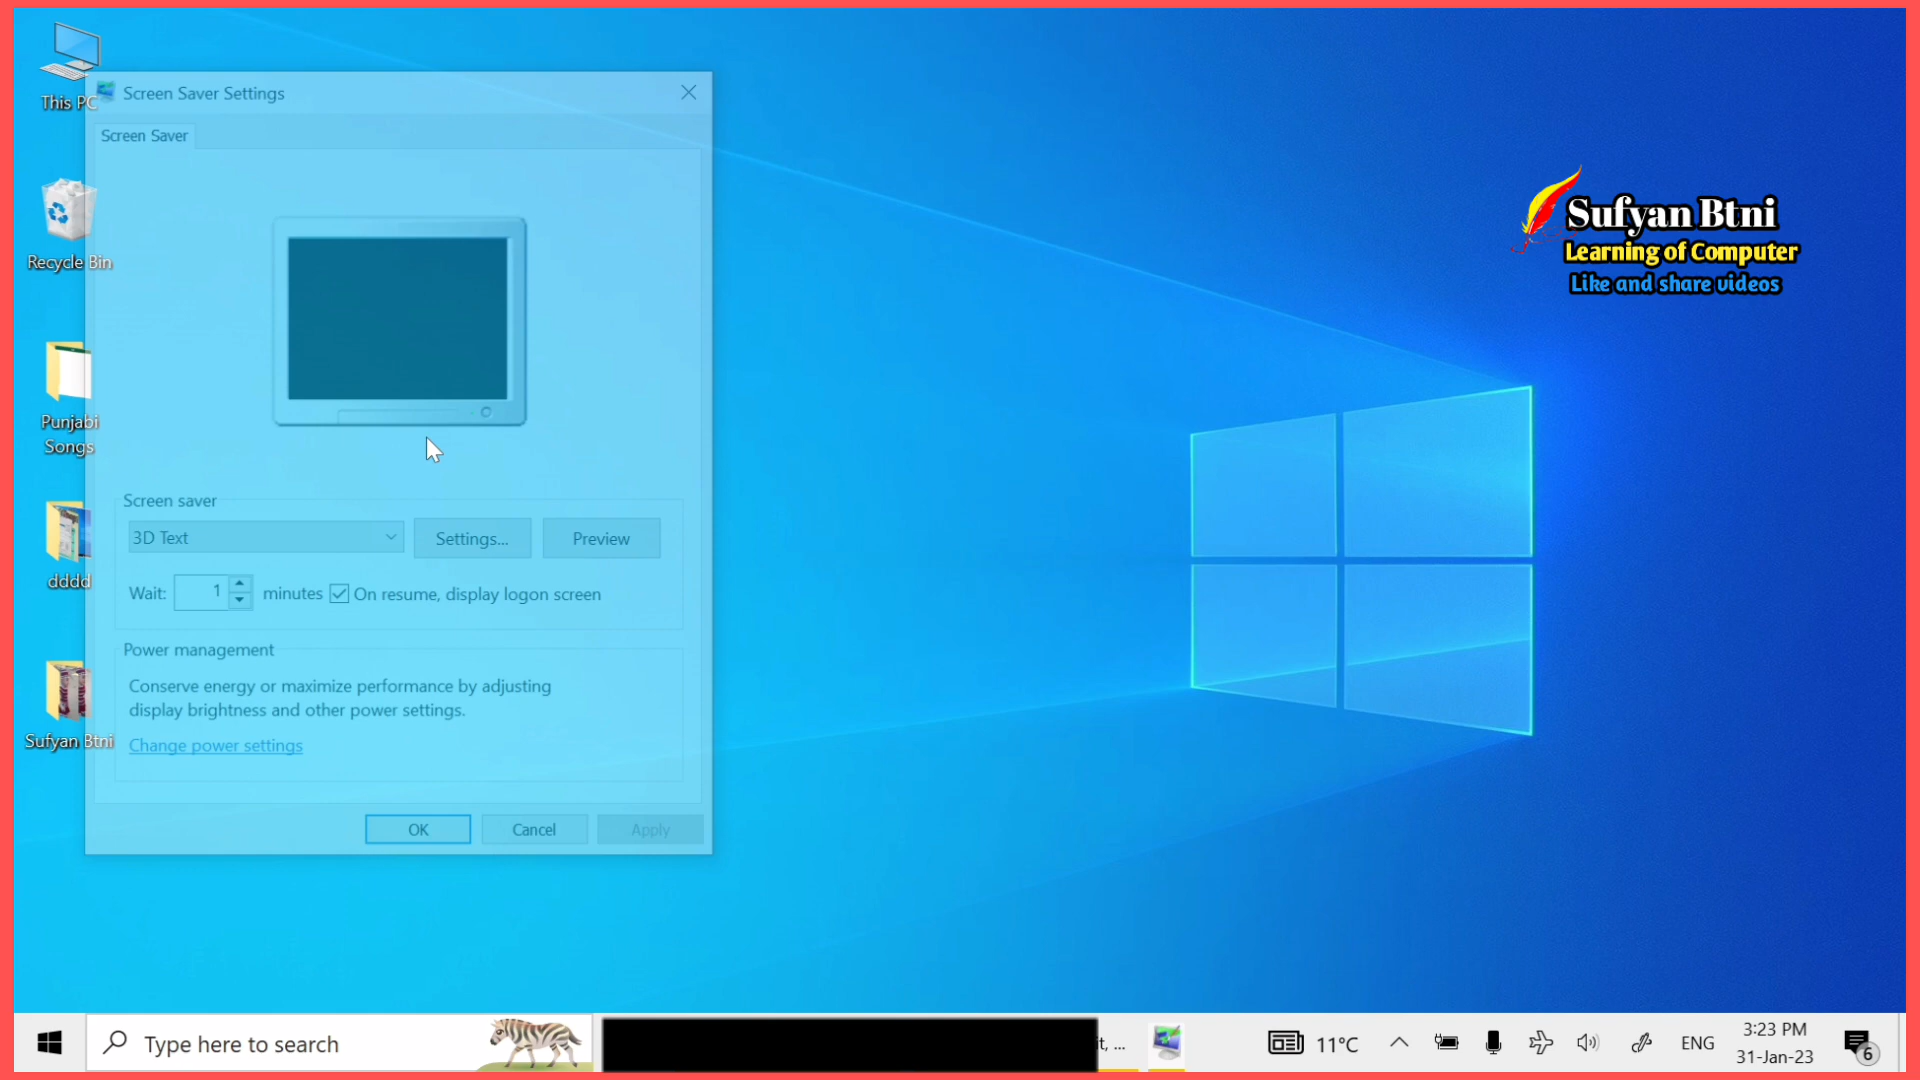 This PC
Recycle Bin
Punjabi
Songs
dddd
Sufyan Btni
Screen Saver Settings
Screen Saver
Screen saver
3D Text
Settings...
Preview
Wait:
1
minutes
On resume, display logon screen
Power management
Conserve energy or maximize performance by adjusting
display brightness and other power settings.
Change power settings
OK
Cancel
Apply
Sufyan Btni
Learning of Computer
Like and share videos
Type here to search
it, ...
11°C
ENG
3:23 PM
31-Jan-23
6